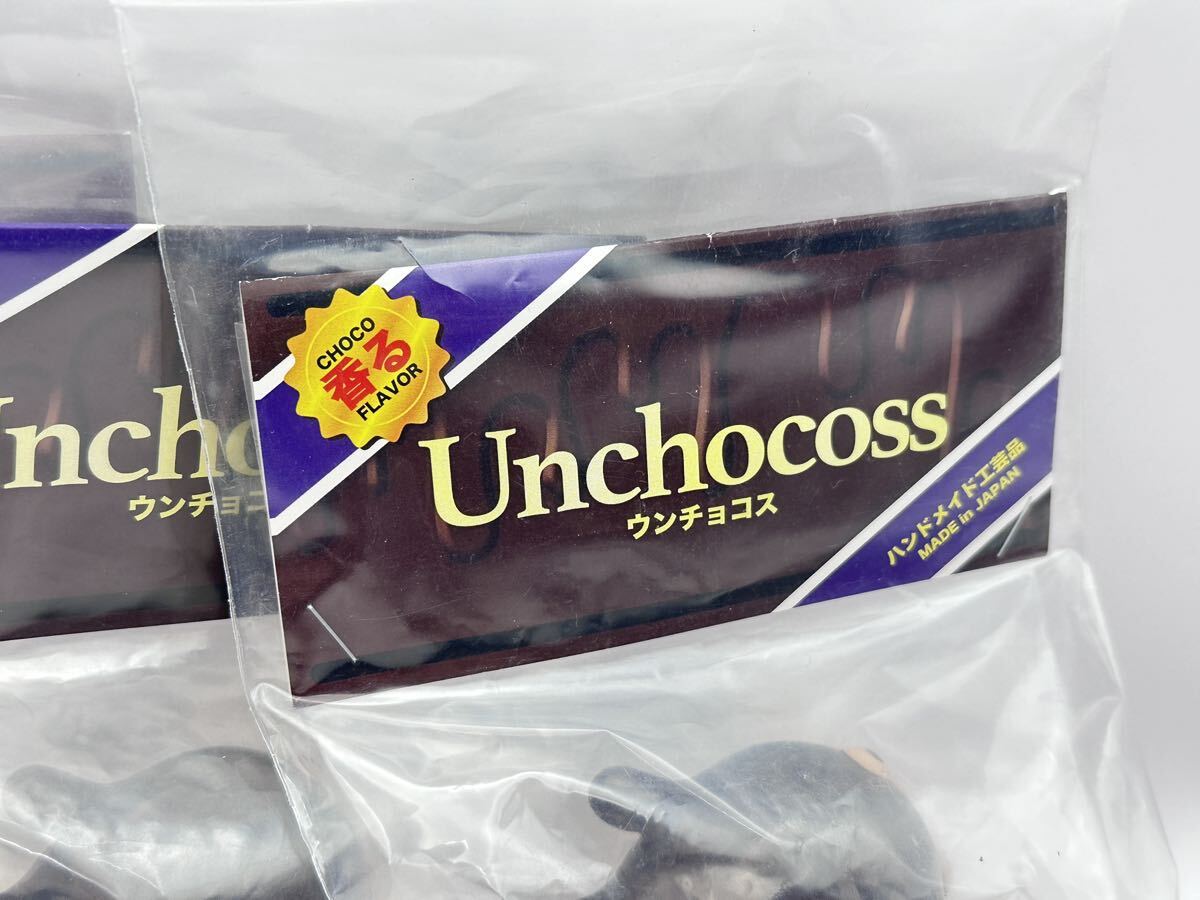 CHOCO
香る
FLAVOR
Unchocoss
ウンチョコス
ハンドメイド工芸品
MADE in JAPAN
Uncho
ウンチョコ